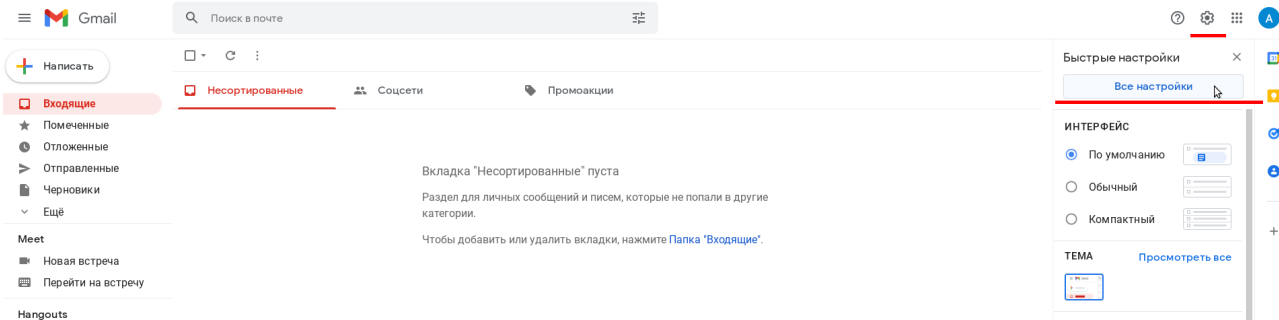 Gmail
Поиск в почте
A
Написать
Входящие
Помеченные
Отложенные
Отправленные
Черновики
Ещё
Meet
Новая встреча
Перейти на встречу
Hangouts
Несортированные
Соцсети
Промоакции
Вкладка "Несортированные" пуста
Раздел для личных сообщений и писем, которые не попали в другие
категории.
Чтобы добавить или удалить вкладки, нажмите Папка "Входящие".
Быстрые настройки
Все настройки
ИНТЕРФЕЙС
По умолчанию
Обычный
Компактный
ТЕМА
Просмотреть все